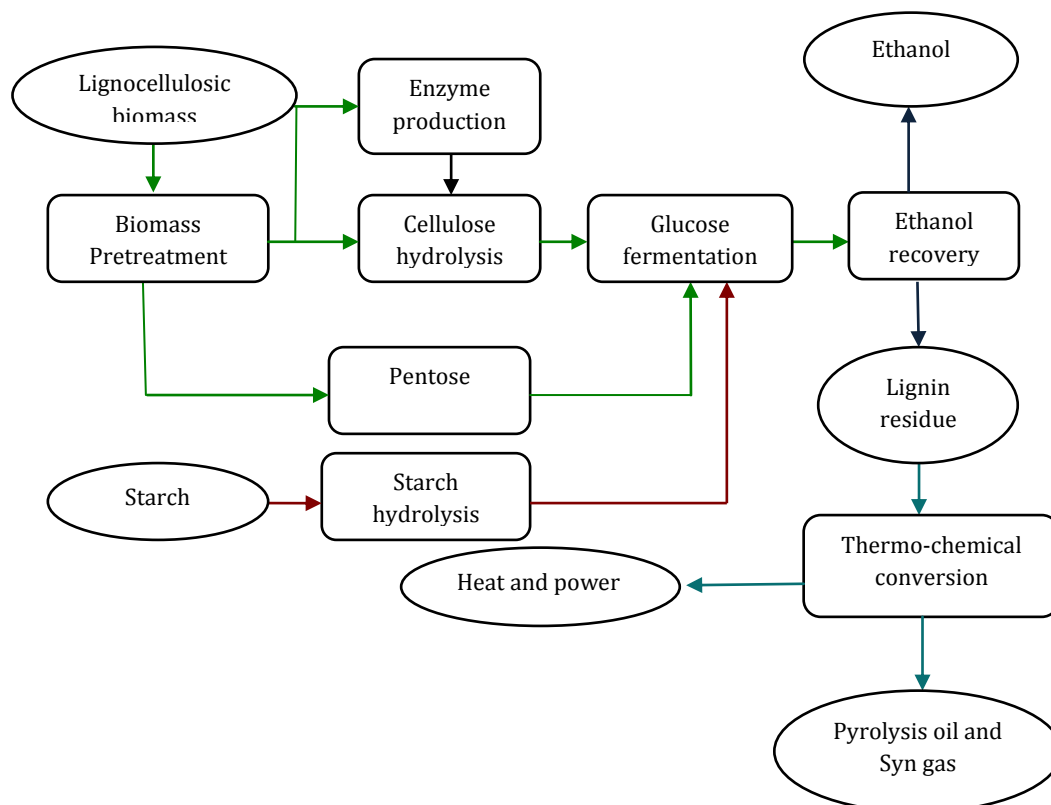 Lignocellulosic
biomass
Enzyme
production
Ethanol
Biomass
Pretreatment
Cellulose
hydrolysis
Glucose
fermentation
Ethanol
recovery
Pentose
Lignin
residue
Starch
Starch
hydrolysis
Heat and power
Thermo-chemical
conversion
Pyrolysis oil and
Syn gas